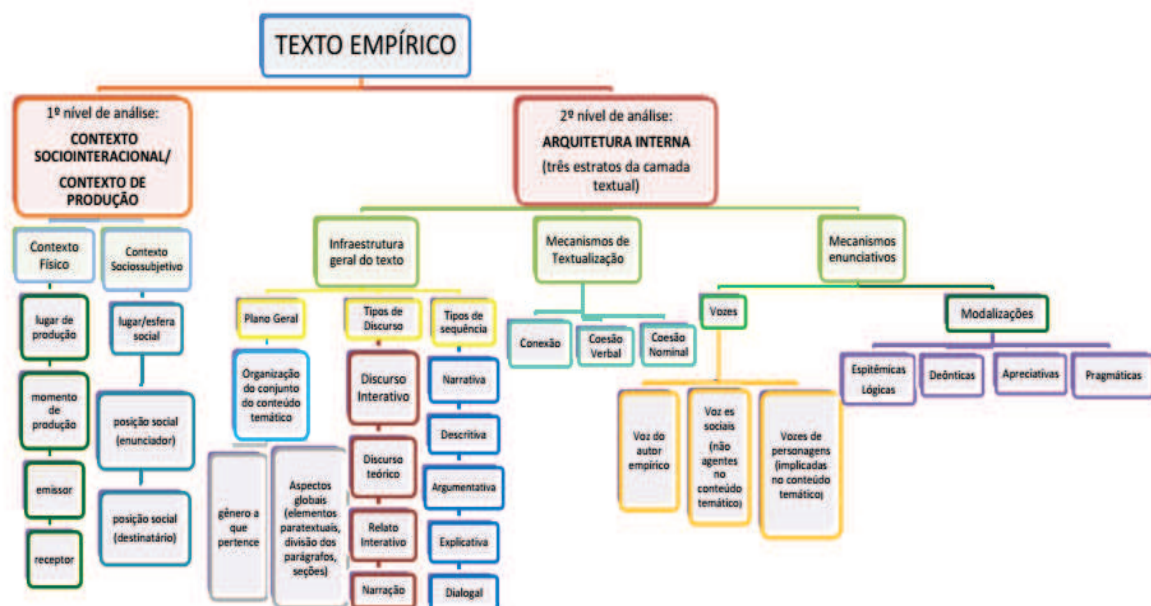 TEXTO EMPÍRICO
1º nível de análise:
CONTEXTO
SOCIOINTERACIONAL/
CONTEXTO DE
PRODUÇÃO
2º nível de análise:
ARQUITETURA INTERNA
(três estratos da camada
textual)
Contexto
Físico
Contexto
Sociossubjetivo
Infraestrutura
geral do texto
Mecanismos de
Textualização
Mecanismos
enunciativos
lugar de
produção
momento
de
produção
emissor
receptor
lugar/esfera
social
posição social
(enunciador)
posição social
(destinatário)
Plano Geral
Organização
do conjunto
do conteúdo
temático
gênero a
que
pertence
Aspectos
globais
(elementos
paratextuais,
divisão dos
parágrafos,
seções)
Tipos de
Discurso
Discurso
Interativo
Discurso
teórico
Relato
Interativo
Narração
Tipos de
sequência
Narrativa
Descritiva
Argumentativa
Explicativa
Dialogal
Conexão
Coesão
Verbal
Coesão
Nominal
Vozes
Voz do
autor
empírico
Voz es
sociais
(não
agentes no
conteúdo
temático)
Vozes de
personagens
(implicadas
no conteúdo
temático)
Modalizações
Espitêmicas
Lógicas
Deônticas
Apreciativas
Pragmáticas